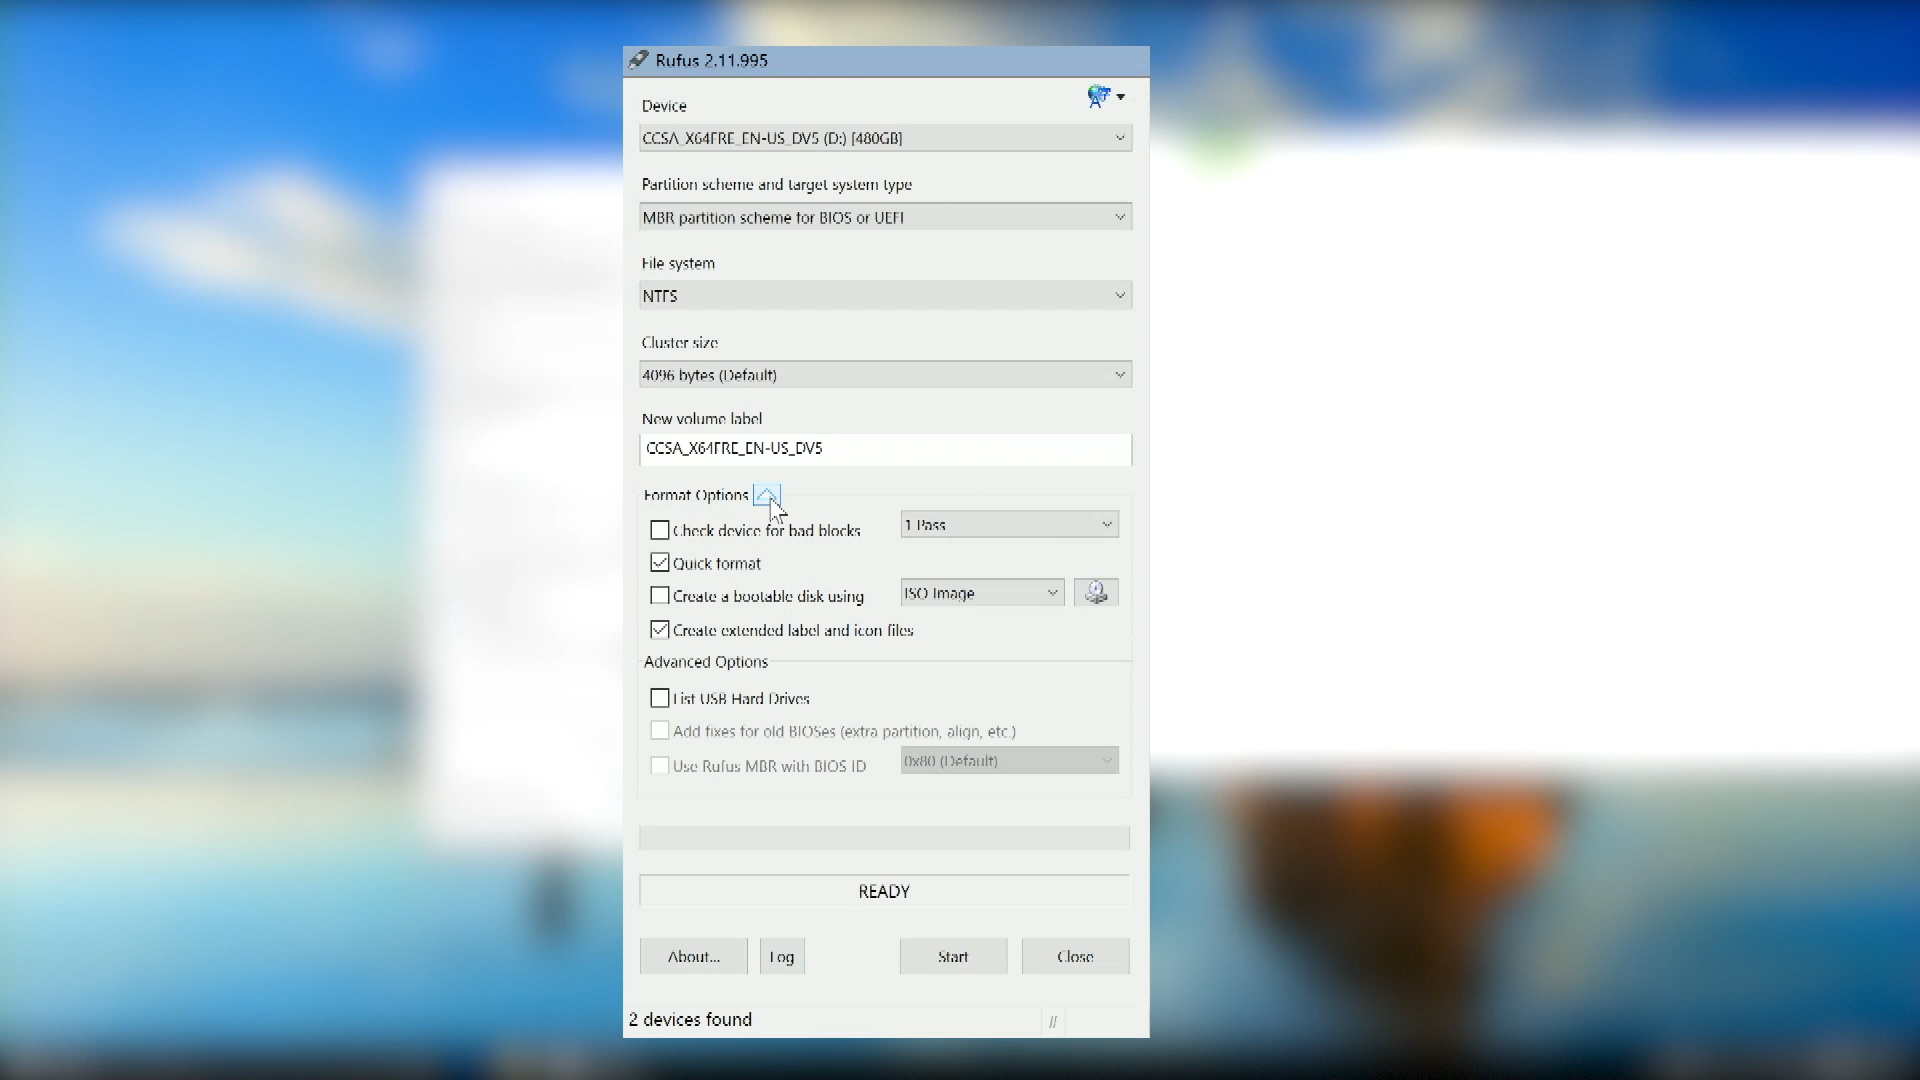 Rufus 2.11.995
Device
CCSA_X64FRE_EN-US_DV5 (D:) [480GB]
Partition scheme and target system type
MBR partition scheme for BIOS or UEFI
File system
NTFS
Cluster size
4096 bytes (Default)
New volume label
CCSA_X64FRE_EN-US_DV5
Format Options
Check device for bad blocks
1 Pass
Quick format
Create a bootable disk using
ISO Image
Create extended label and icon files
Advanced Options
List USB Hard Drives
Add fixes for old BIOSes (extra partition, align, etc.)
Use Rufus MBR with BIOS ID
0x80 (Default)
READY
About...
Log
Start
Close
2 devices found